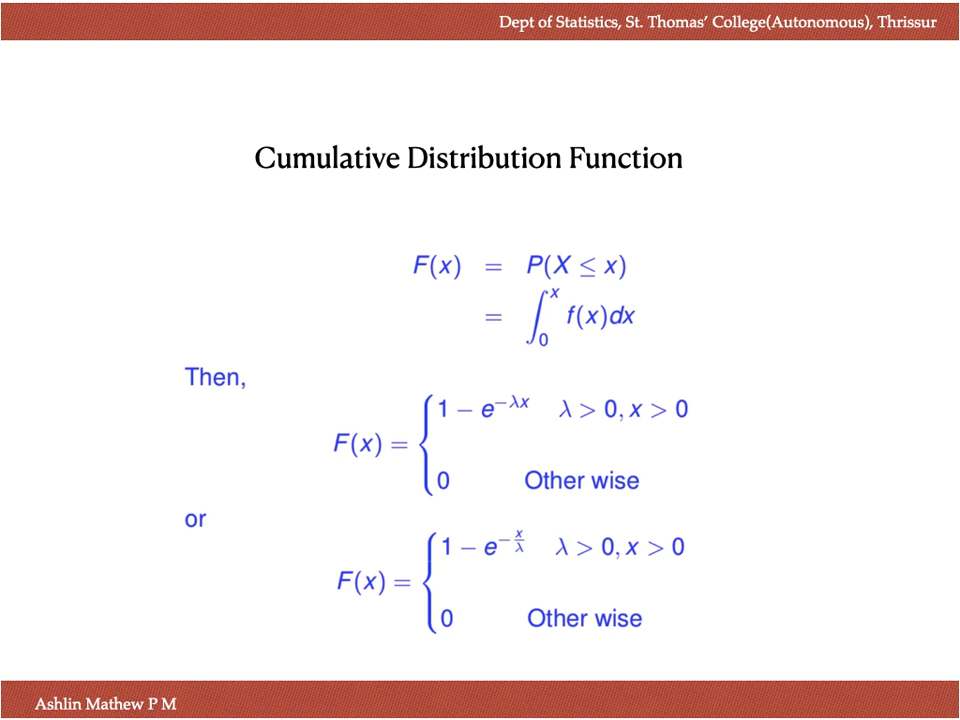 Dept of Statistics, St. Thomas' College(Autonomous), Thrissur
Cumulative Distribution Function
F(x) = P(X ≤ x)
= ∫₀ˣ f(x)dx
Then,
F(x) = { 1 − e^{−λx} λ > 0, x > 0
0 Other wise
or
F(x) = { 1 − e^{−x/λ} λ > 0, x > 0
0 Other wise
Ashlin Mathew P M